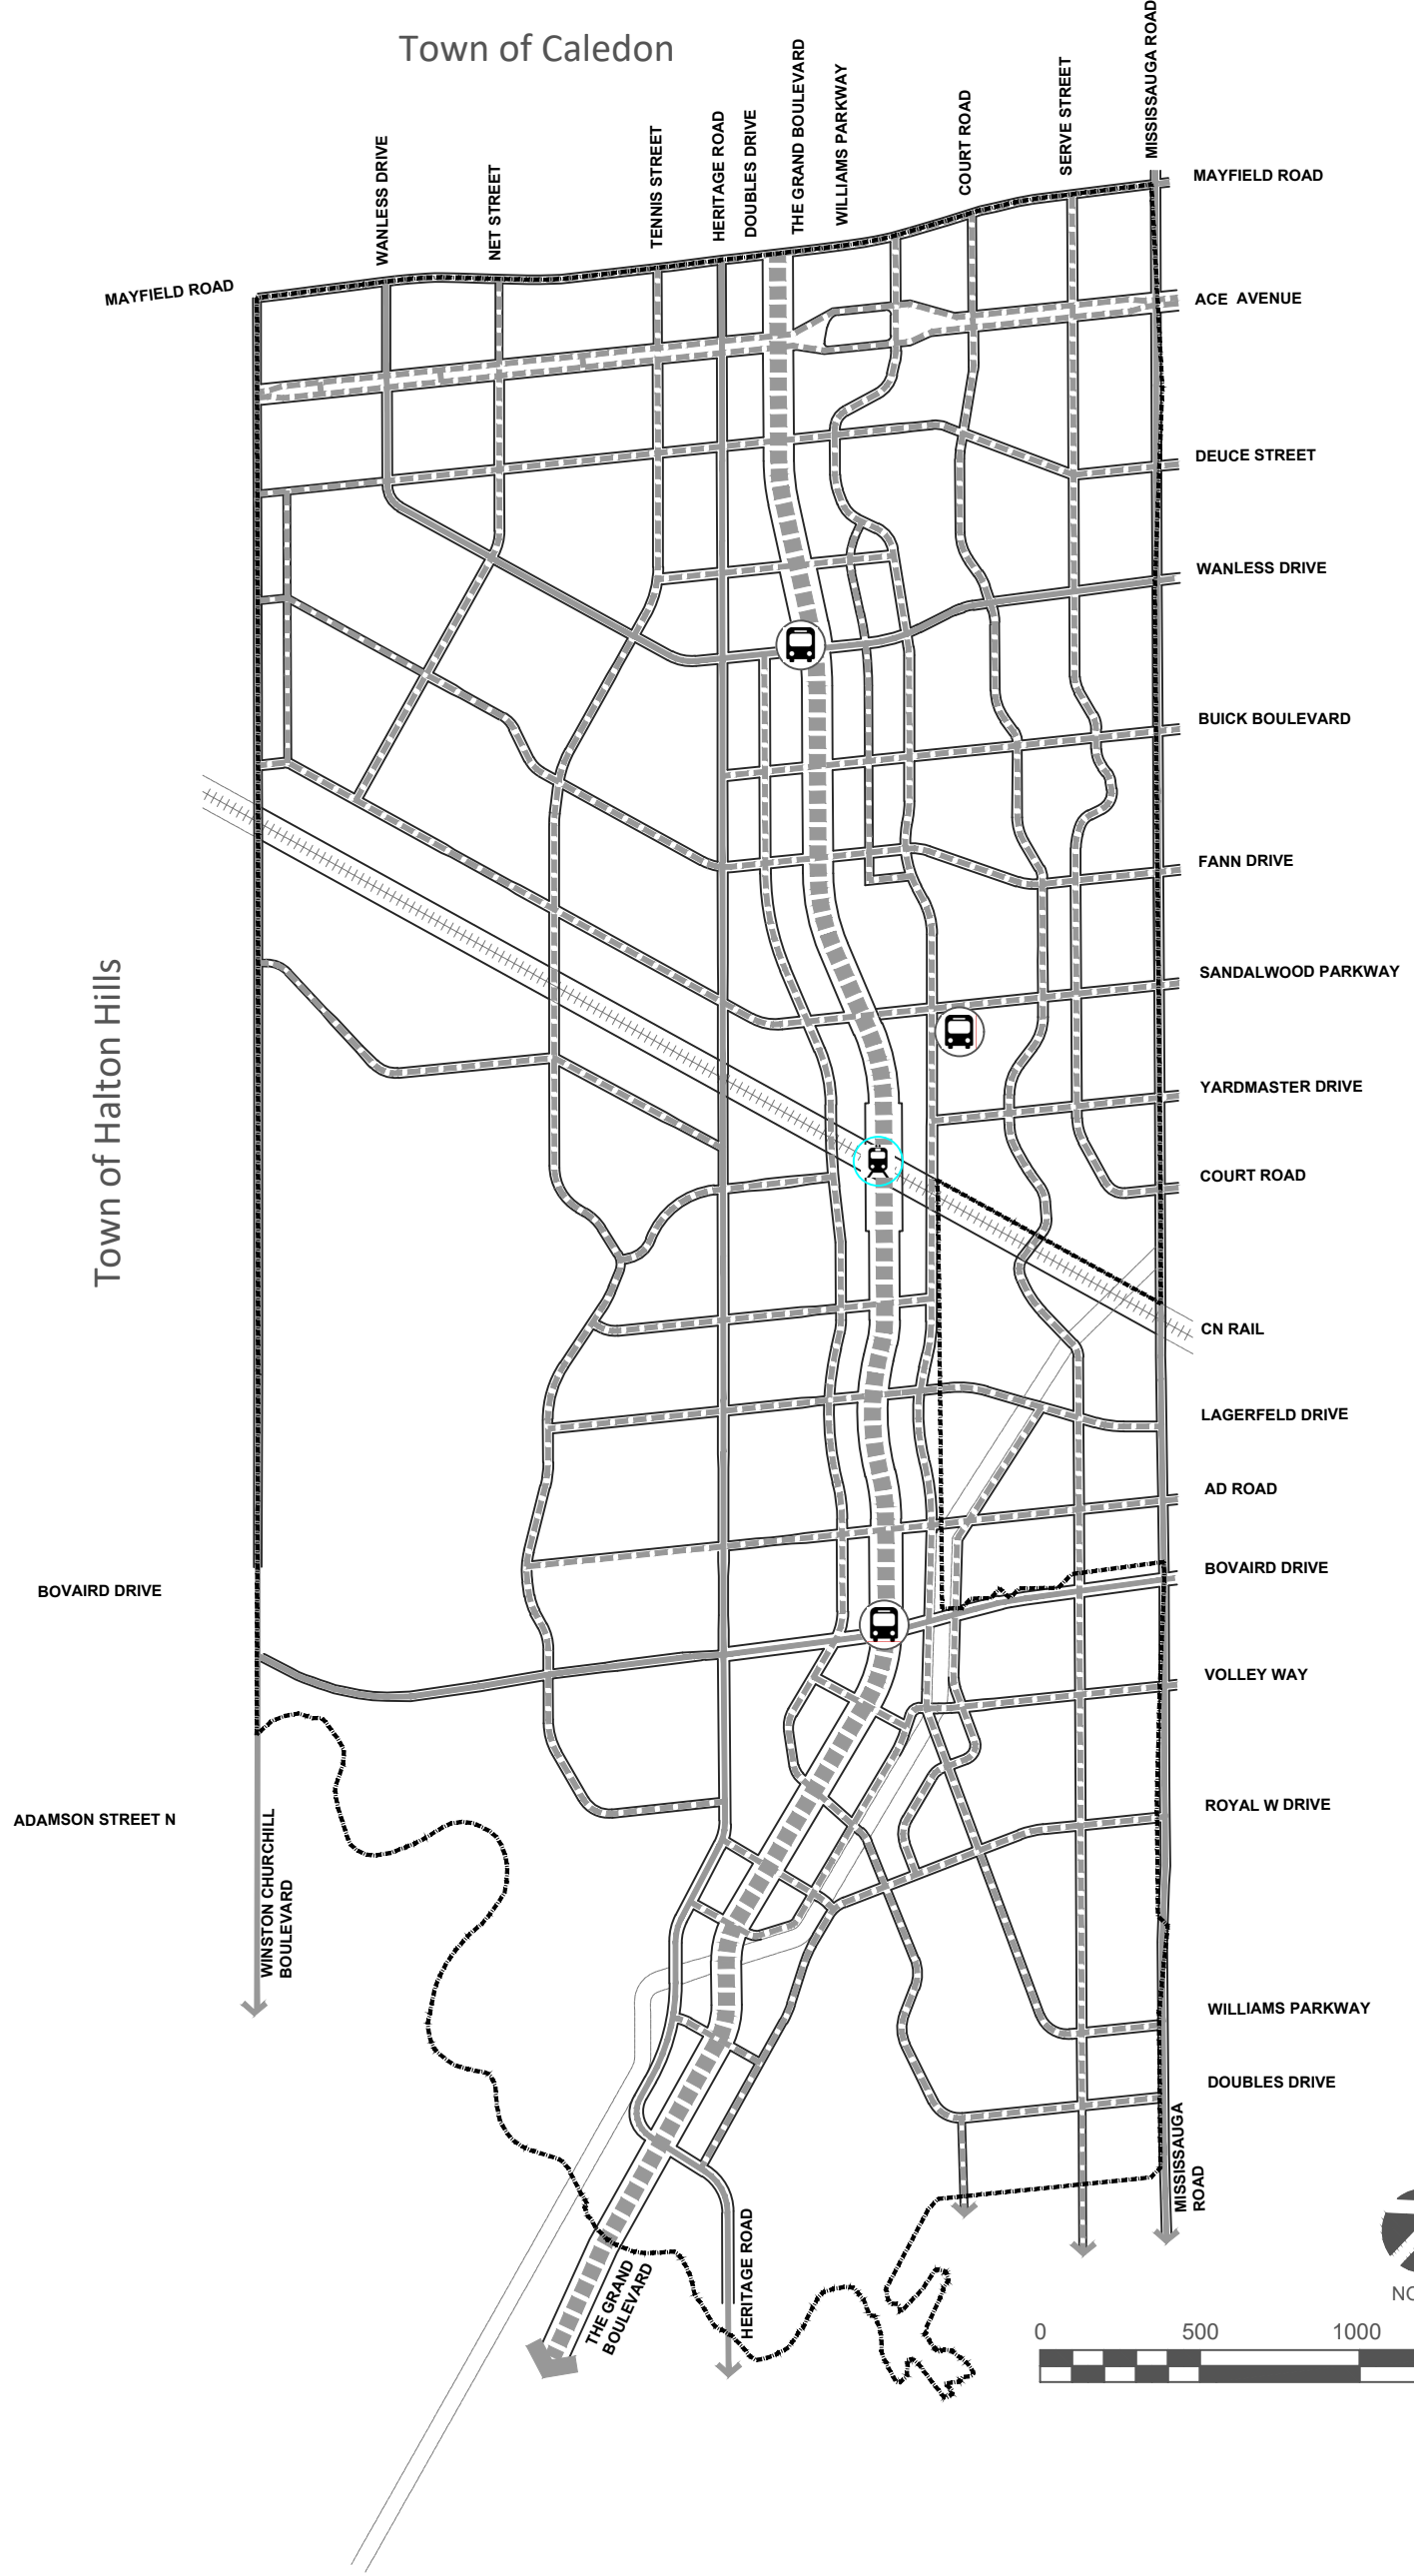 Town of Caledon
WANLESS DRIVE
NET STREET
TENNIS STREET
HERITAGE ROAD
DOUBLES DRIVE
THE GRAND BOULEVARD
WILLIAMS PARKWAY
COURT ROAD
SERVE STREET
MISSISSAUGA ROAD
MAYFIELD ROAD
MAYFIELD ROAD
ACE AVENUE
DEUCE STREET
WANLESS DRIVE
BUICK BOULEVARD
FANN DRIVE
SANDALWOOD PARKWAY
Town of Halton Hills
YARDMASTER DRIVE
COURT ROAD
CN RAIL
LAGERFELD DRIVE
AD ROAD
BOVAIRD DRIVE
BOVAIRD DRIVE
VOLLEY WAY
ROYAL W DRIVE
ADAMSON STREET N
WINSTON CHURCHILL
BOULEVARD
WILLIAMS PARKWAY
DOUBLES DRIVE
MISSISSAUGA
ROAD
THE GRAND
BOULEVARD
HERITAGE ROAD
0 500 1000